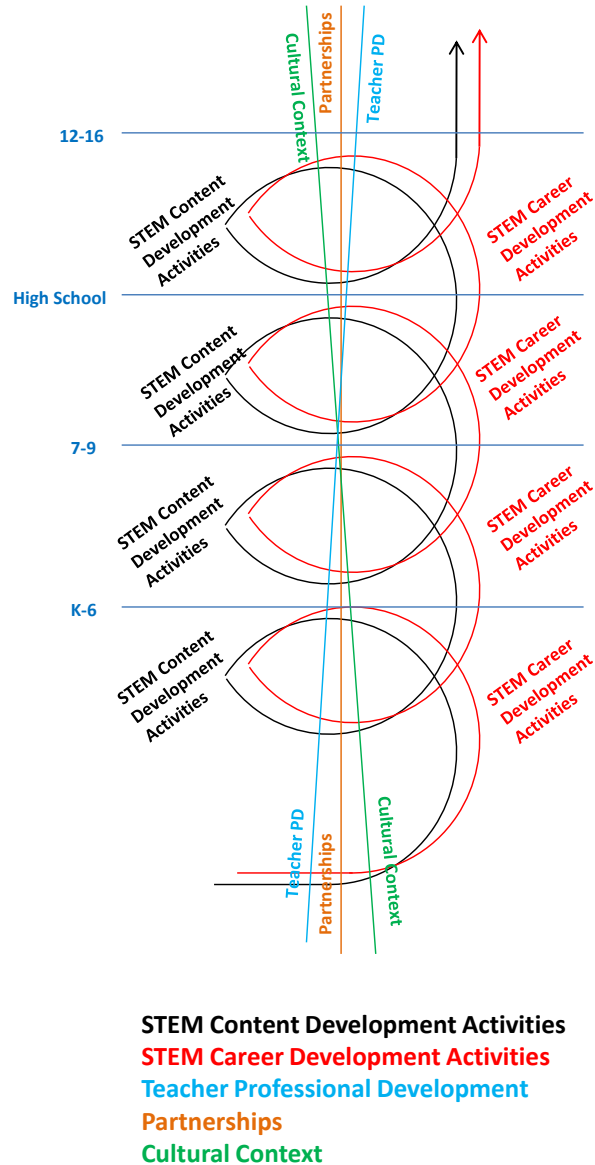 Cultural Context
Partnerships
Teacher PD
12-16
STEM Content
Development
Activities
STEM Career
Development
Activities
High School
STEM Content
Development
Activities
STEM Career
Development
Activities
7-9
STEM Content
Development
Activities
STEM Career
Development
Activities
K-6
STEM Content
Development
Activities
STEM Career
Development
Activities
Teacher PD
Partnerships
Cultural Context
STEM Content Development Activities
STEM Career Development Activities
Teacher Professional Development
Partnerships
Cultural Context